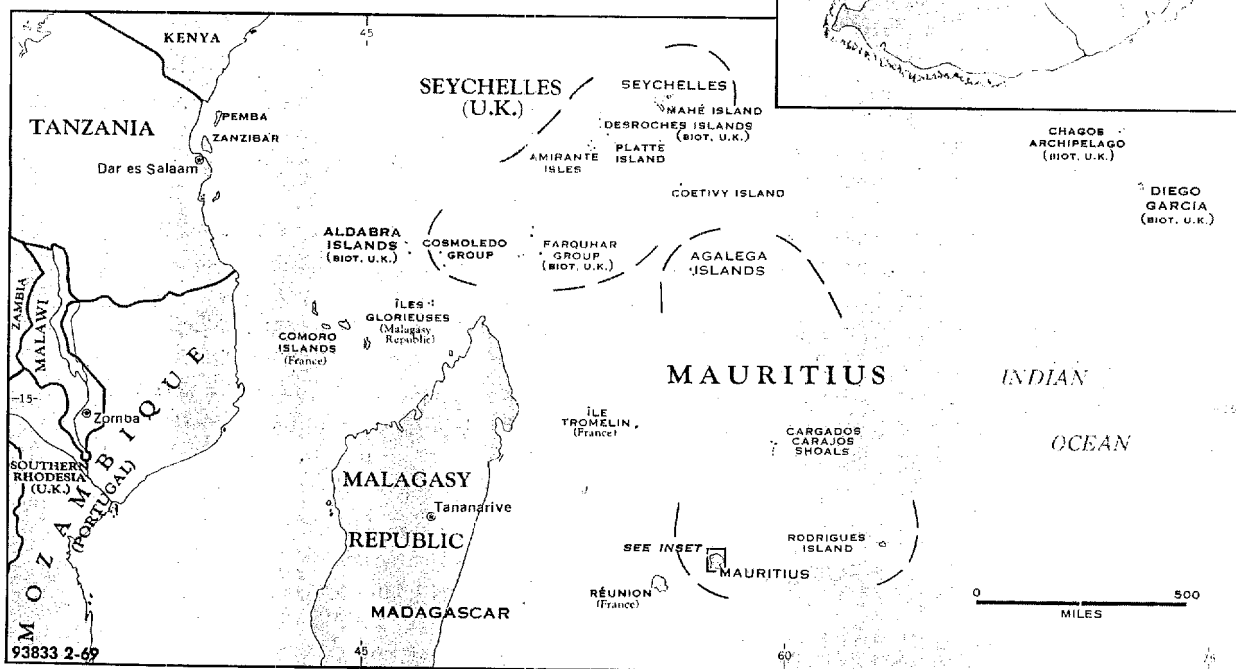 KENYA
45
SEYCHELLES
(U.K.)
SEYCHELLES
MAHÉ ISLAND
DESROCHES ISLANDS
(BIOT, U.K.)
PLATTE
ISLAND
AMIRANTE
ISLES
COETIVY ISLAND
CHAGOS
ARCHIPELAGO
(BIOT, U.K.)
DIEGO
GARCÍA
(BIOT, U.K.)
TANZANIA
PEMBA
ZANZIBAR
Dar es Salaam
ALDABRA
ISLANDS
(BIOT, U.K.)
COSMOLEDO
GROUP
FARQUHAR
GROUP
(BIOT, U.K.)
AGALEGA
ISLANDS
ZAMBIA
MALAWI
COMORO
ISLANDS
(France)
ÎLES
GLORIEUSES
(Malagasy
Republic)
MAURITIUS
INDIAN
OCEAN
15
Zomba
ÎLE
TROMELIN
(France)
CARGADOS
CARAJOS
SHOALS
SOUTHERN
RHODESIA
(U.K.)
MOZAMBIQUE
(PORTUGAL)
MALAGASY
REPUBLIC
Tananarive
MADAGASCAR
SEE INSET
MAURITIUS
RODRIGUES
ISLAND
RÉUNION
(France)
0 500
MILES
93833 2-69
45
60